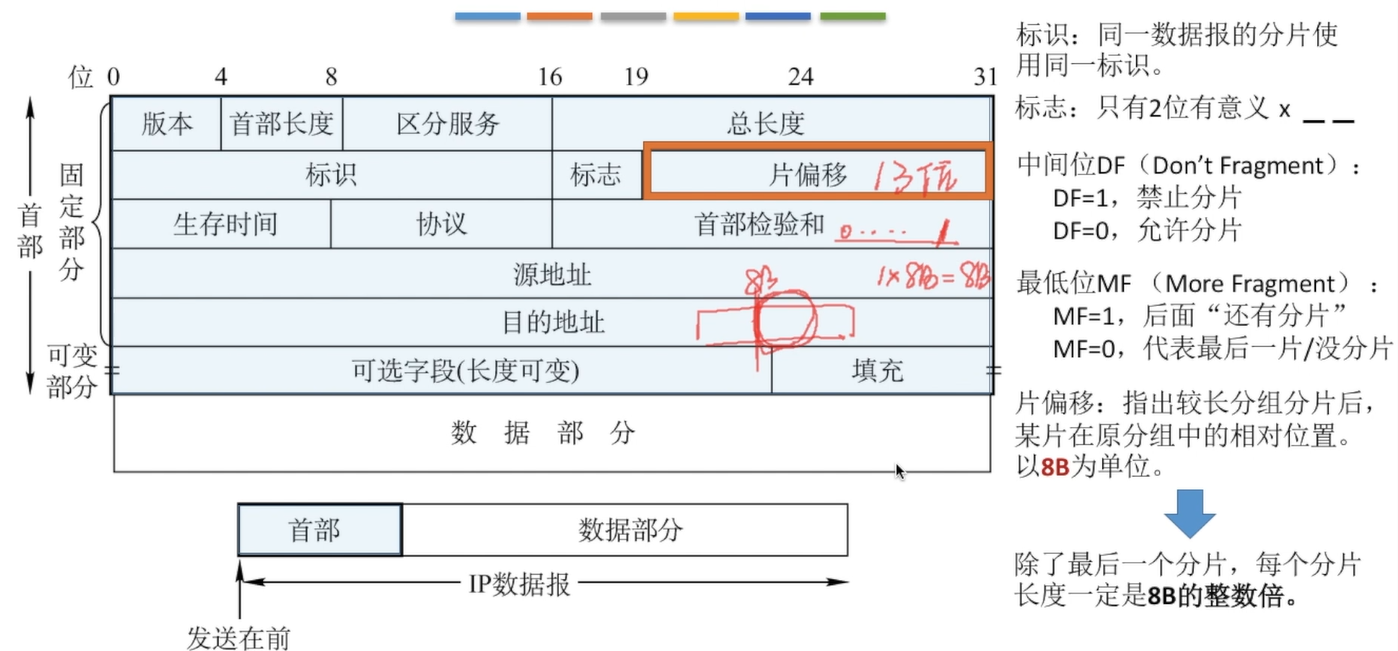 位 0 4 8 16 19 24 31
版本 首部长度 区分服务 总长度
标识 标志 片偏移 13位
生存时间 协议 首部检验和 0····1
源地址 1×8B=8B
8B
目的地址
可选字段(长度可变) 填充
数据部分
首部
固定部分
可变部分
首部 数据部分
IP数据报
发送在前
标识：同一数据报的分片使
用同一标识。
标志：只有2位有意义 x _ _
中间位DF（Don't Fragment）：
DF=1，禁止分片
DF=0，允许分片
最低位MF （More Fragment）：
MF=1，后面“还有分片”
MF=0，代表最后一片/没分片
片偏移：指出较长分组分片后，
某片在原分组中的相对位置。
以8B为单位。
除了最后一个分片，每个分片
长度一定是8B的整数倍。